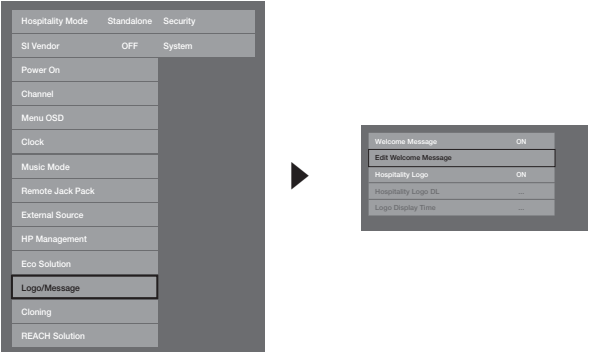 Hospitality Mode Standalone Security
SI Vendor OFF System
Power On
Channel
Menu OSD
Clock
Music Mode
Remote Jack Pack
External Source
HP Management
Eco Solution
Logo/Message
Cloning
REACH Solution
Welcome Message ON
Edit Welcome Message
Hospitality Logo ON
Hospitality Logo DL ...
Logo Display Time ...